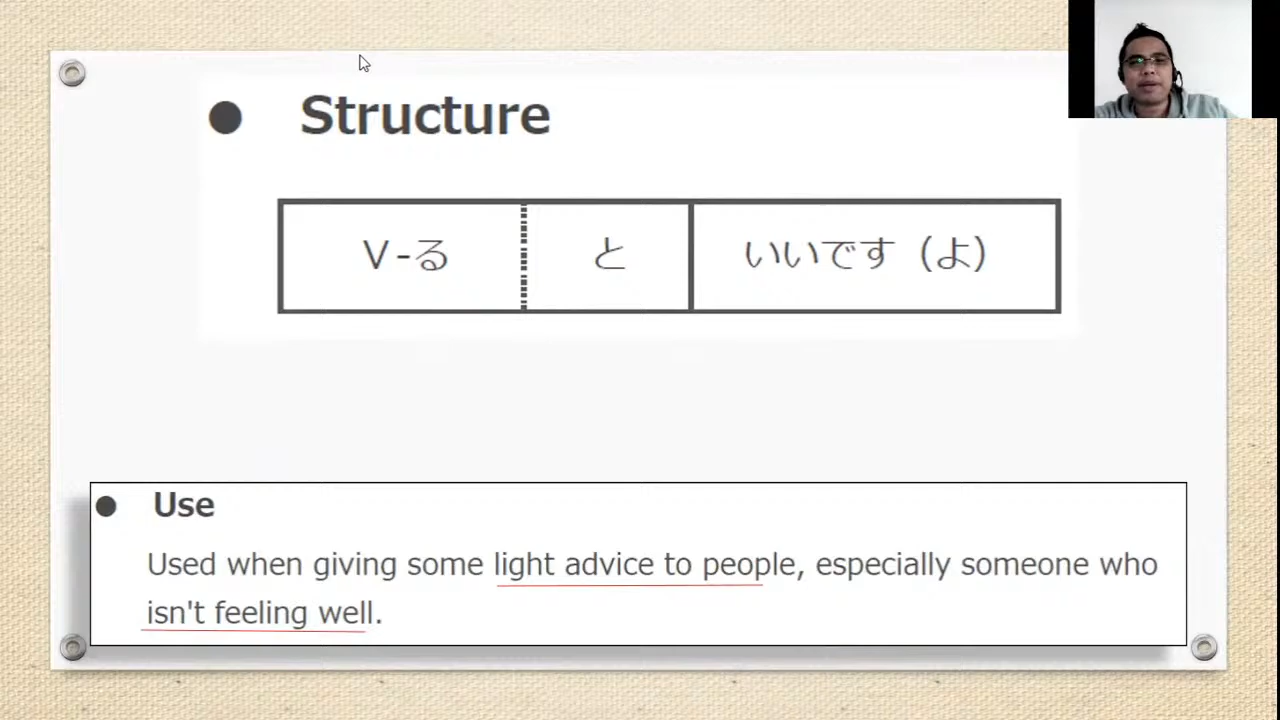 Structure
V-る と いいです（よ）
Use
Used when giving some light advice to people, especially someone who
isn't feeling well.